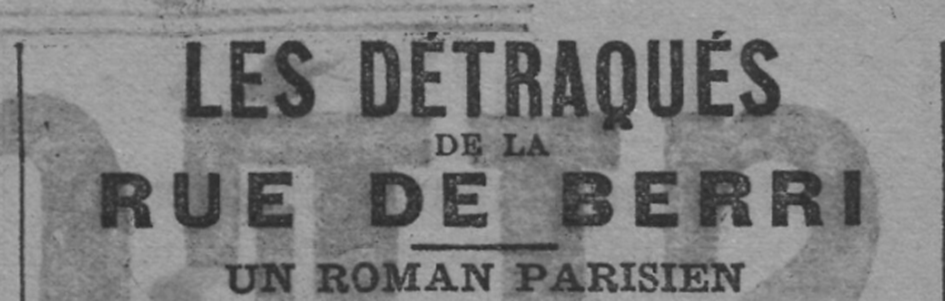 LES DÉTRAQUÉS
DE LA
RUE DE BERRI
UN ROMAN PARISIEN